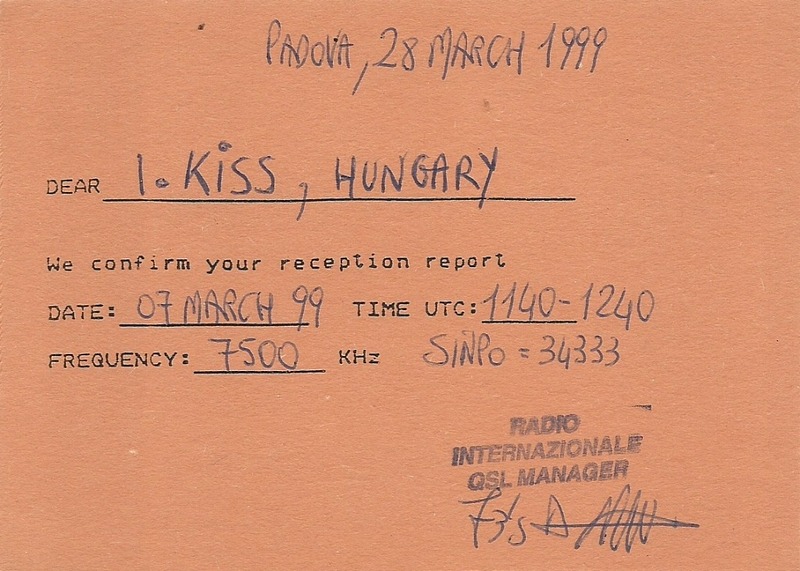 PADOVA, 28 MARCH 1999
DEAR I. KISS, HUNGARY
We confirm your reception report
DATE: 07 MARCH 99 TIME UTC: 1140-1240
FREQUENCY: 7500 KHz SINPO = 34333
RADIO
INTERNAZIONALE
QSL MANAGER
73's